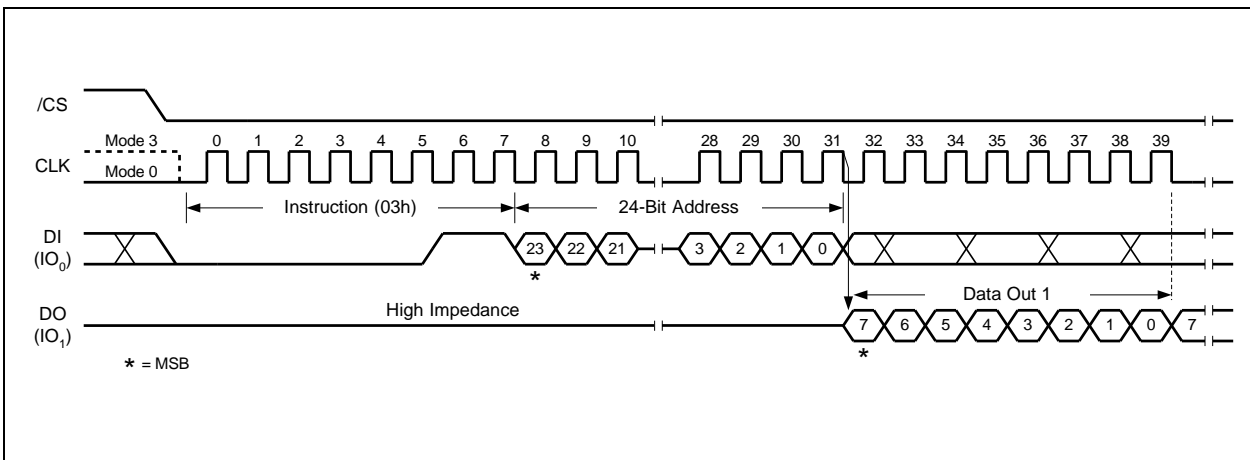 /CS
Mode 3
0 1 2 3 4 5 6 7 8 9 10 28 29 30 31 32 33 34 35 36 37 38 39
CLK
Mode 0
Instruction (03h)
24-Bit Address
DI
(IO0)
23 22 21 3 2 1 0
*
Data Out 1
High Impedance
DO
(IO1)
7 6 5 4 3 2 1 0 7
*
* = MSB